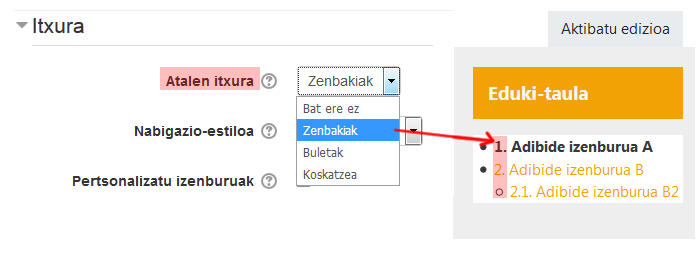 Itxura
Atalen itxura
Zenbakiak
Bat ere ez
Zenbakiak
Buletak
Koskatzea
Nabigazio-estiloa
Pertsonalizatu izenburuak
Aktibatu edizioa
Eduki-taula
1. Adibide izenburua A
2. Adibide izenburua B
2.1. Adibide izenburua B2